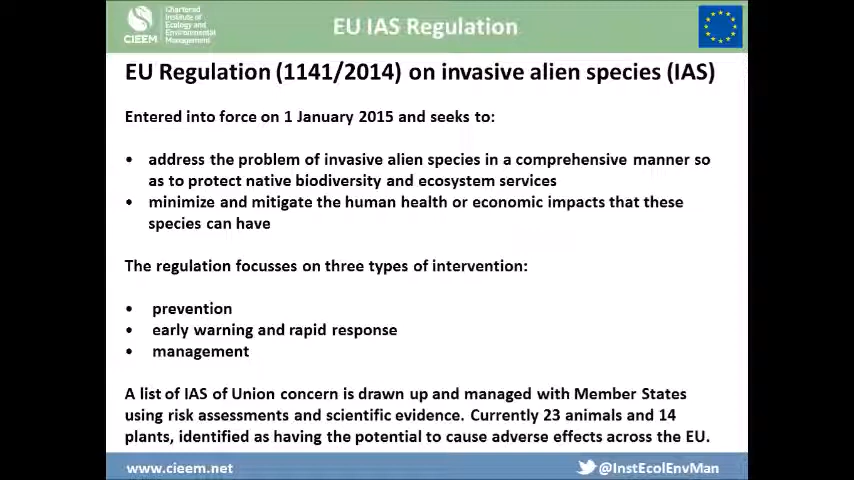 CIEEM
Chartered
Institute of
Ecology and
Environmental
Management
EU IAS Regulation
EU Regulation (1141/2014) on invasive alien species (IAS)
Entered into force on 1 January 2015 and seeks to:
• address the problem of invasive alien species in a comprehensive manner so
as to protect native biodiversity and ecosystem services
• minimize and mitigate the human health or economic impacts that these
species can have
The regulation focusses on three types of intervention:
• prevention
• early warning and rapid response
• management
A list of IAS of Union concern is drawn up and managed with Member States
using risk assessments and scientific evidence. Currently 23 animals and 14
plants, identified as having the potential to cause adverse effects across the EU.
www.cieem.net
@InstEcolEnvMan